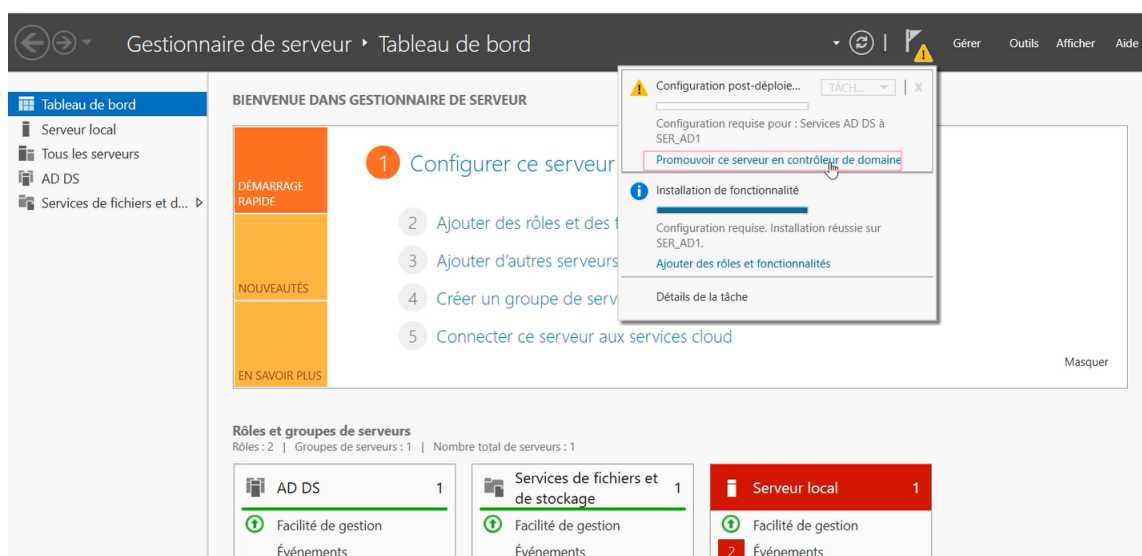 Gestionnaire de serveur ‣ Tableau de bord
Gérer Outils Afficher Aide
Tableau de bord
Serveur local
Tous les serveurs
AD DS
Services de fichiers et d...
BIENVENUE DANS GESTIONNAIRE DE SERVEUR
DÉMARRAGE RAPIDE
NOUVEAUTÉS
EN SAVOIR PLUS
1 Configurer ce serveur
2 Ajouter des rôles et des f
3 Ajouter d'autres serveurs
4 Créer un groupe de serv
5 Connecter ce serveur aux services cloud
Masquer
Configuration post-déploie... TÂCH... X
Configuration requise pour : Services AD DS à
SER_AD1
Promouvoir ce serveur en contrôleur de domaine
Installation de fonctionnalité
Configuration requise. Installation réussie sur
SER_AD1.
Ajouter des rôles et fonctionnalités
Détails de la tâche
Rôles et groupes de serveurs
Rôles : 2 | Groupes de serveurs : 1 | Nombre total de serveurs : 1
AD DS 1
Facilité de gestion
Événements
Services de fichiers et
de stockage 1
Facilité de gestion
Événements
Serveur local 1
Facilité de gestion
2 Événements